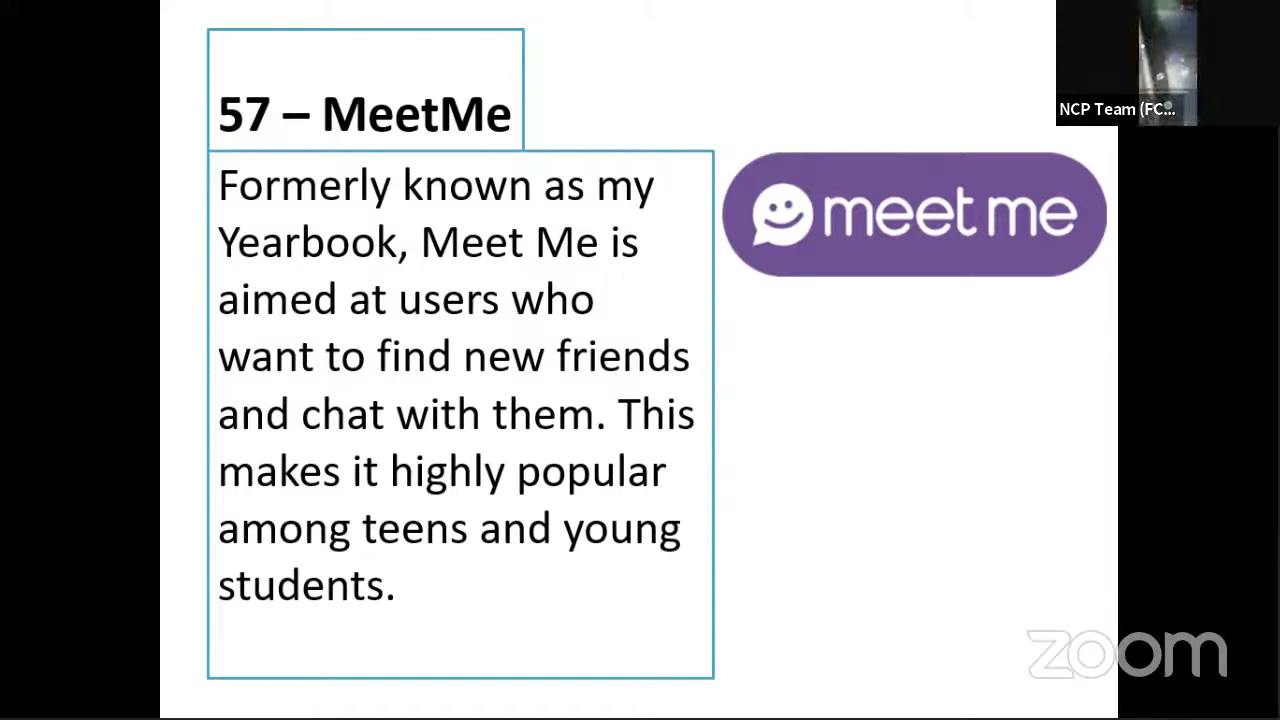 57 – MeetMe
NCP Team (FC...
Formerly known as my
Yearbook, Meet Me is
aimed at users who
want to find new friends
and chat with them. This
makes it highly popular
among teens and young
students.
meet me
zoom